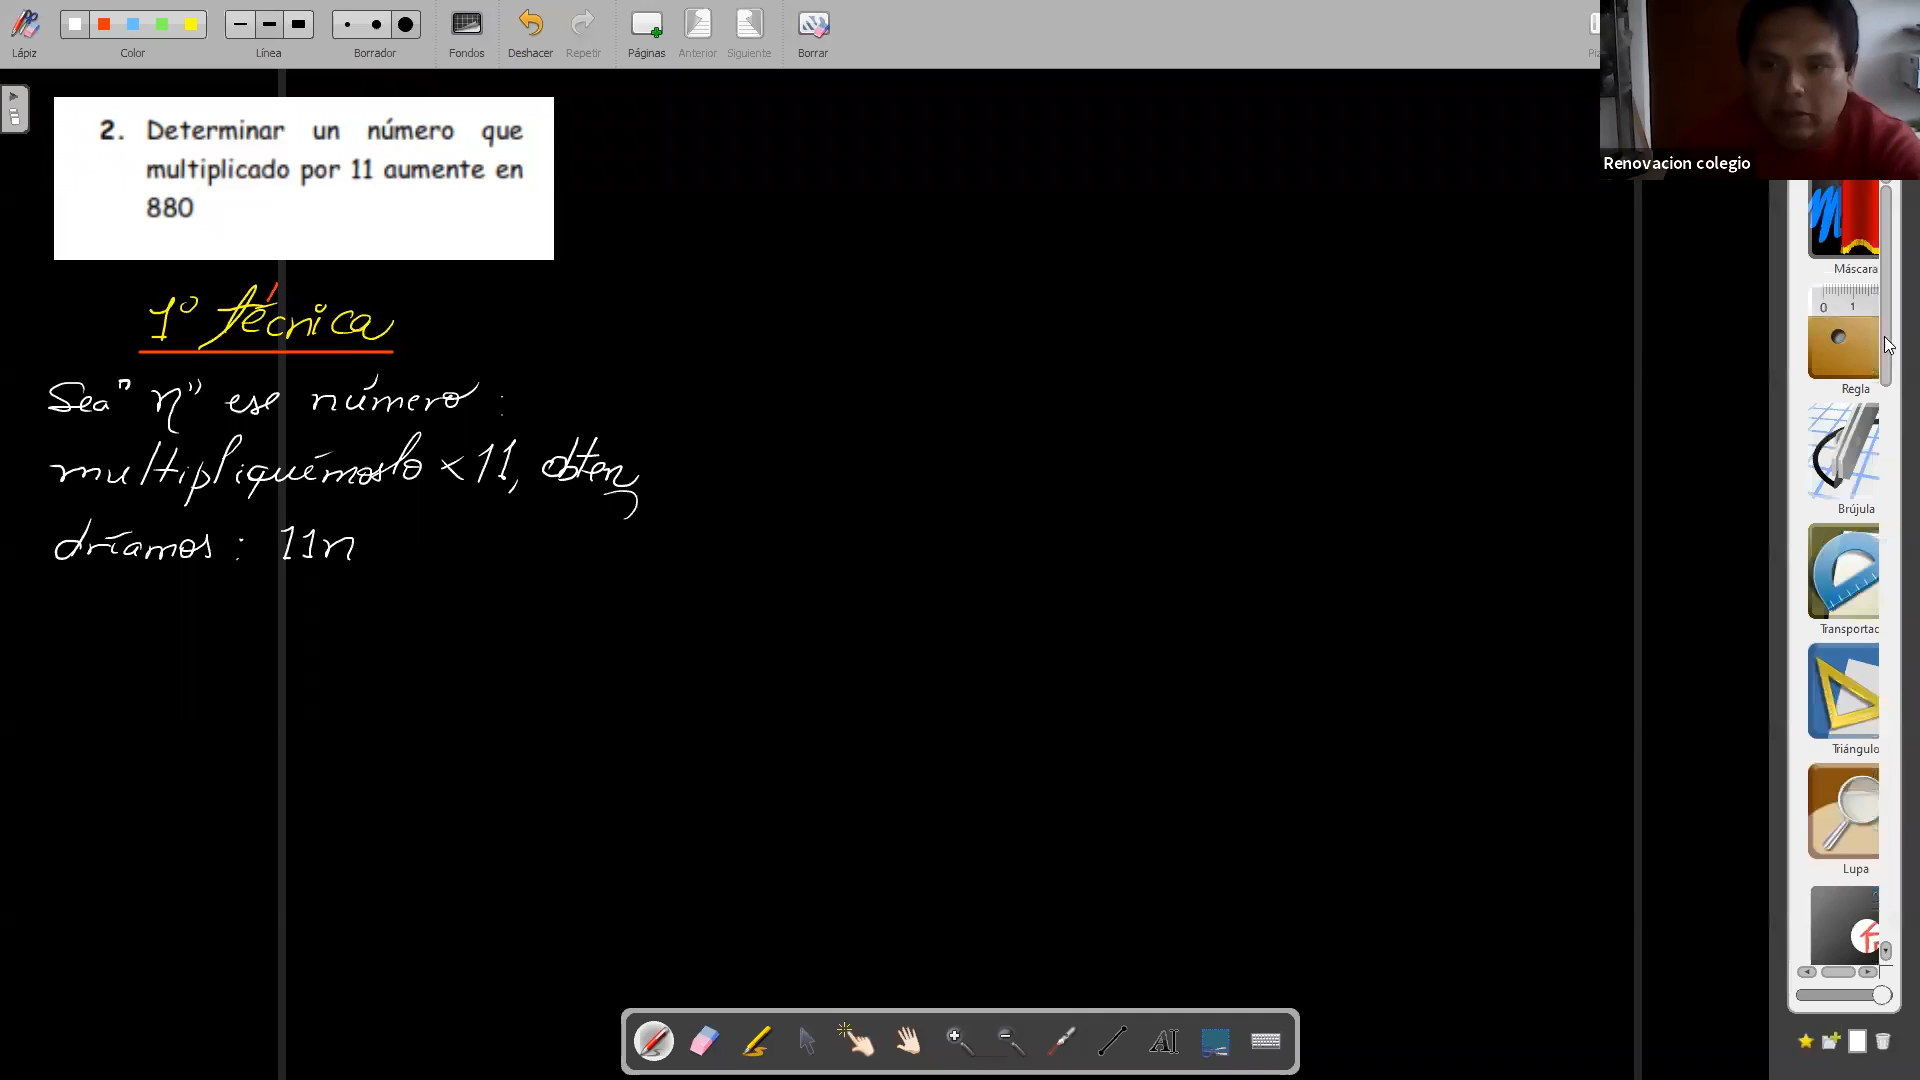 Lápiz
Color
Línea
Borrador
Fondos
Deshacer
Repetir
Páginas
Anterior
Siguiente
Borrar
Renovacion colegio
2. Determinar un número que
multiplicado por 11 aumente en
880
1° técnica
Sea "n" ese número :
multipliquémoslo × 11, obten
dríamos : 11n
Máscara
0 1
Regla
Brújula
Transportac
Triángulo
Lupa